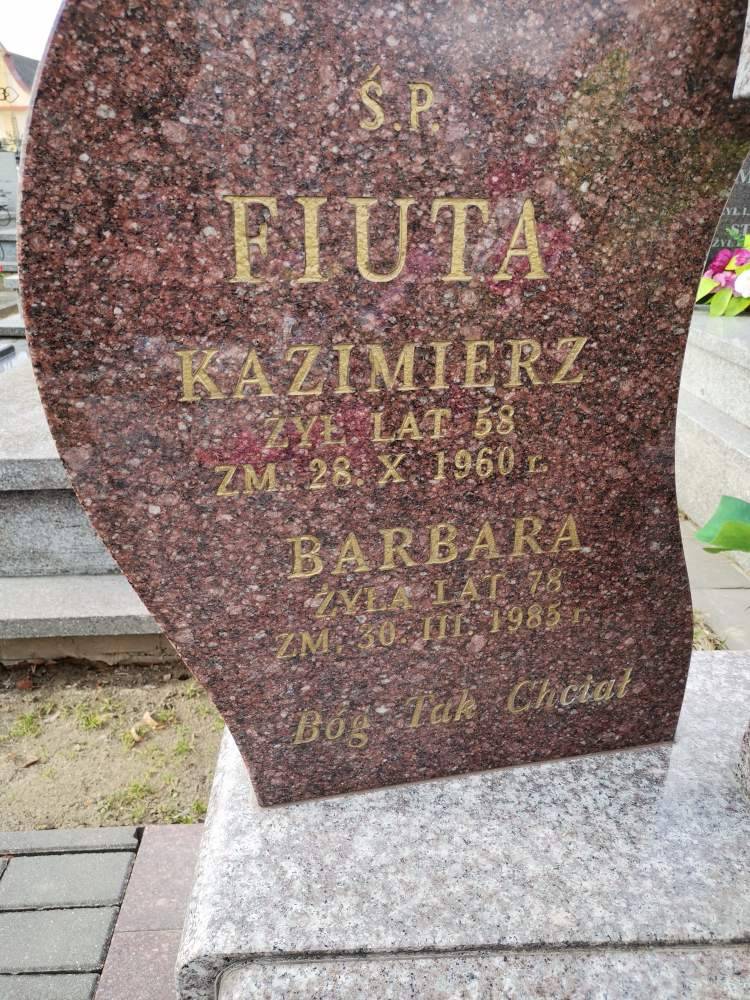 Ś.P.
FIUTA
KAZIMIERZ
ŻYŁ LAT 58
ZM. 28. X. 1960 r.
BARBARA
ŻYŁA LAT 78
ZM. 30. III. 1985 r.
Bóg Tak Chciał